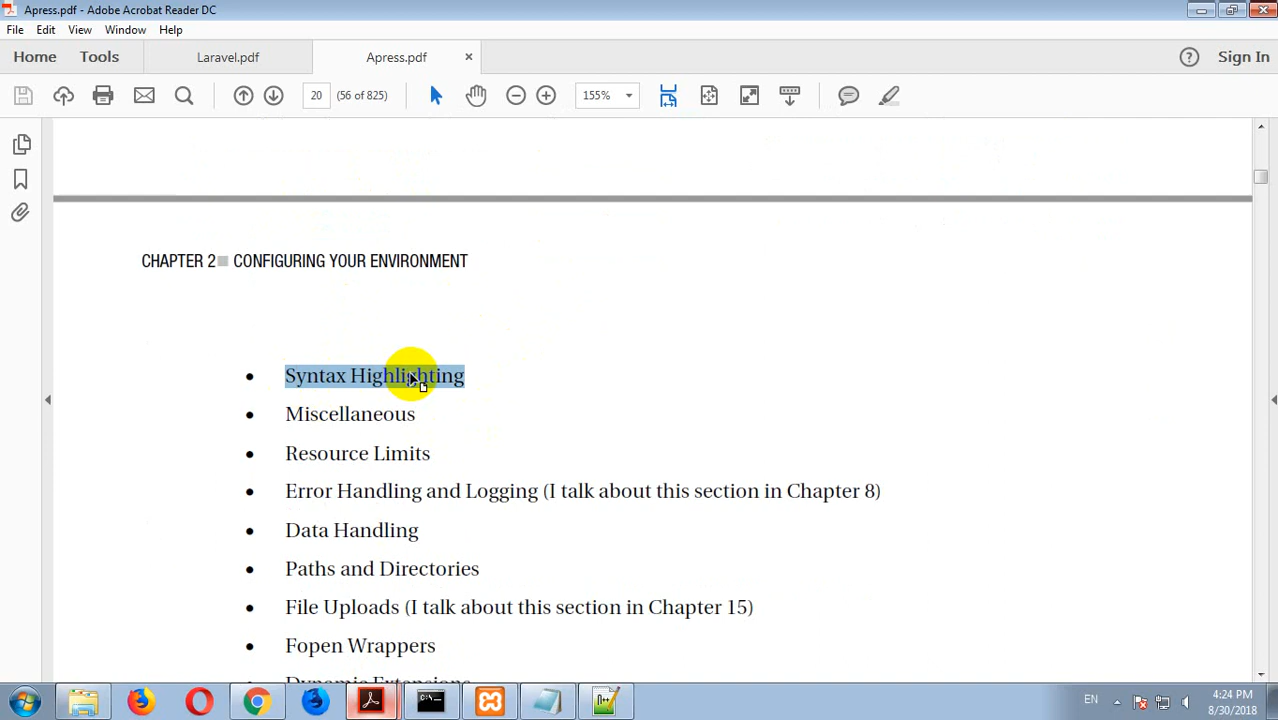 Apress.pdf - Adobe Acrobat Reader DC
File Edit View Window Help
Home Tools Laravel.pdf Apress.pdf × Sign In
20 (56 of 825) 155%
CHAPTER 2 ■ CONFIGURING YOUR ENVIRONMENT
• Syntax Highlighting
• Miscellaneous
• Resource Limits
• Error Handling and Logging (I talk about this section in Chapter 8)
• Data Handling
• Paths and Directories
• File Uploads (I talk about this section in Chapter 15)
• Fopen Wrappers
Dynamic Extensions
EN 4:24 PM
8/30/2018